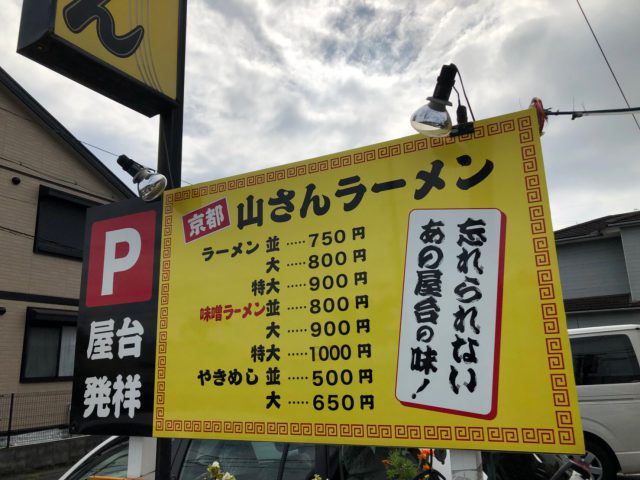 ん
P
屋台
発祥
京都
山さんラーメン
ラーメン 並 ‥‥‥ 750円
大 ‥‥‥ 800円
特大 ‥‥‥ 900円
味噌ラーメン 並 ‥‥‥ 800円
大 ‥‥‥ 900円
特大 ‥‥‥ 1000円
やきめし 並 ‥‥‥ 500円
大 ‥‥‥ 650円
忘れられない
あの屋台の味!